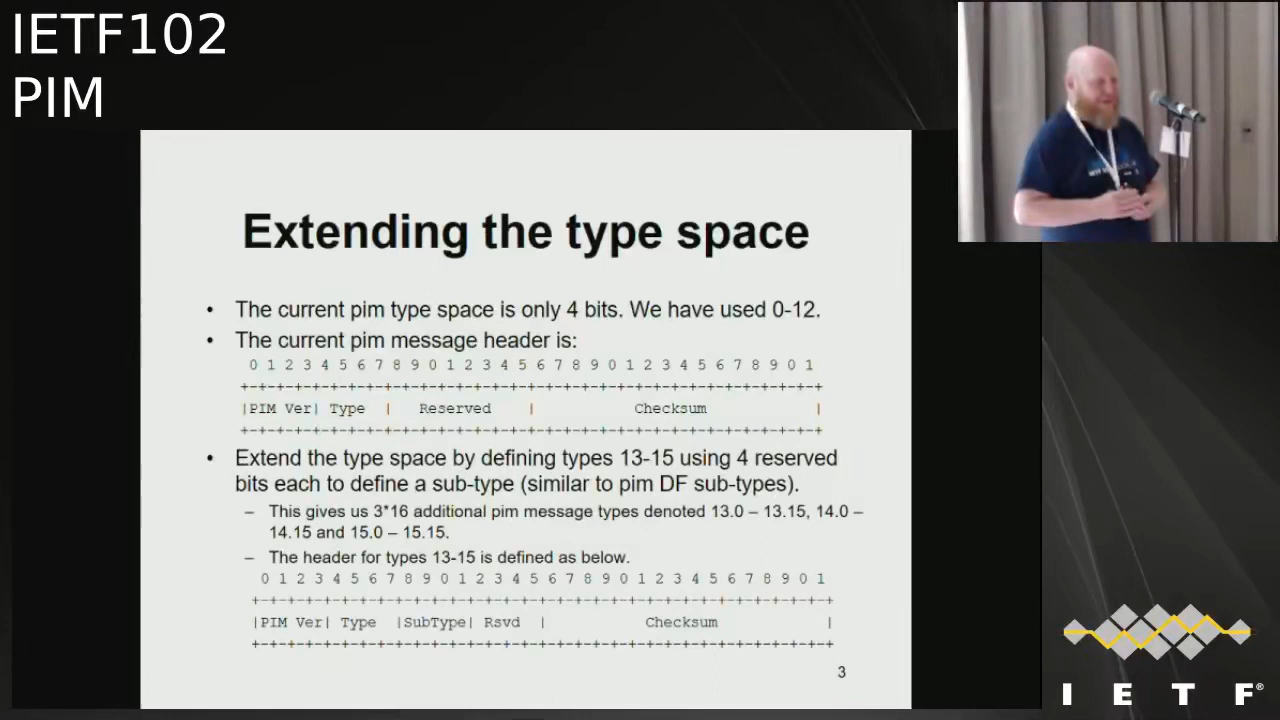 IETF102
PIM
Extending the type space
• The current pim type space is only 4 bits. We have used 0-12.
• The current pim message header is:
0 1 2 3 4 5 6 7 8 9 0 1 2 3 4 5 6 7 8 9 0 1 2 3 4 5 6 7 8 9 0 1
+-+-+-+-+-+-+-+-+-+-+-+-+-+-+-+-+-+-+-+-+-+-+-+-+-+-+-+-+-+-+-+-+
|PIM Ver| Type | Reserved | Checksum |
+-+-+-+-+-+-+-+-+-+-+-+-+-+-+-+-+-+-+-+-+-+-+-+-+-+-+-+-+-+-+-+-+
• Extend the type space by defining types 13-15 using 4 reserved
bits each to define a sub-type (similar to pim DF sub-types).
– This gives us 3*16 additional pim message types denoted 13.0 – 13.15, 14.0 –
14.15 and 15.0 – 15.15.
– The header for types 13-15 is defined as below.
0 1 2 3 4 5 6 7 8 9 0 1 2 3 4 5 6 7 8 9 0 1 2 3 4 5 6 7 8 9 0 1
+-+-+-+-+-+-+-+-+-+-+-+-+-+-+-+-+-+-+-+-+-+-+-+-+-+-+-+-+-+-+-+-+
|PIM Ver| Type |SubType| Rsvd | Checksum |
+-+-+-+-+-+-+-+-+-+-+-+-+-+-+-+-+-+-+-+-+-+-+-+-+-+-+-+-+-+-+-+-+
3
I E T F®